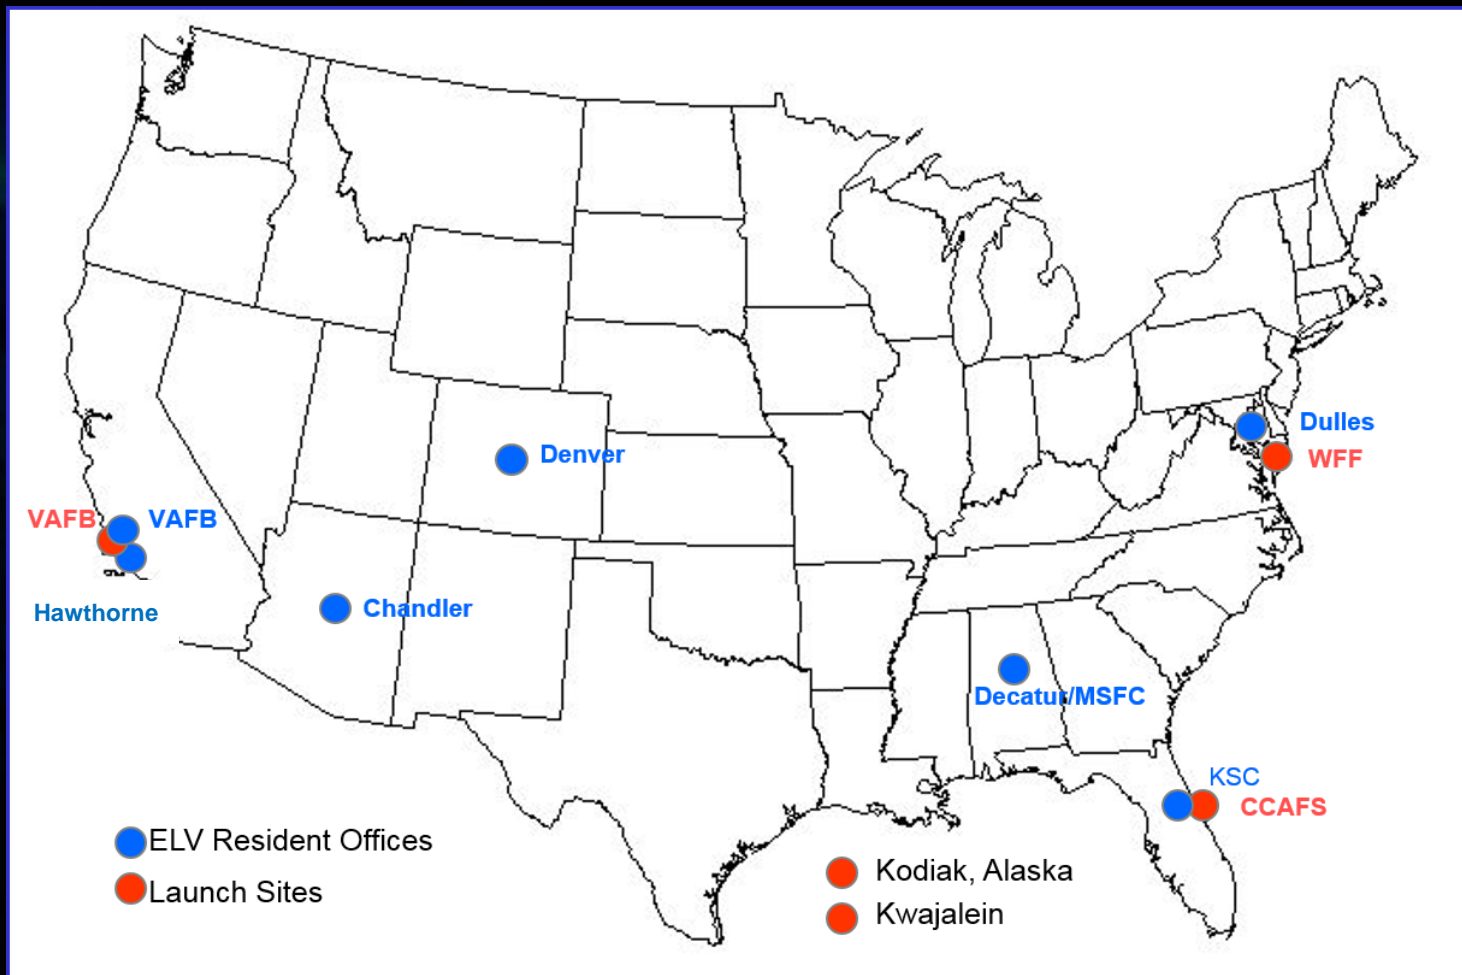 Dulles
WFF
Denver
VAFB
VAFB
Hawthorne
Chandler
Decatur/MSFC
KSC
CCAFS
ELV Resident Offices
Launch Sites
Kodiak, Alaska
Kwajalein